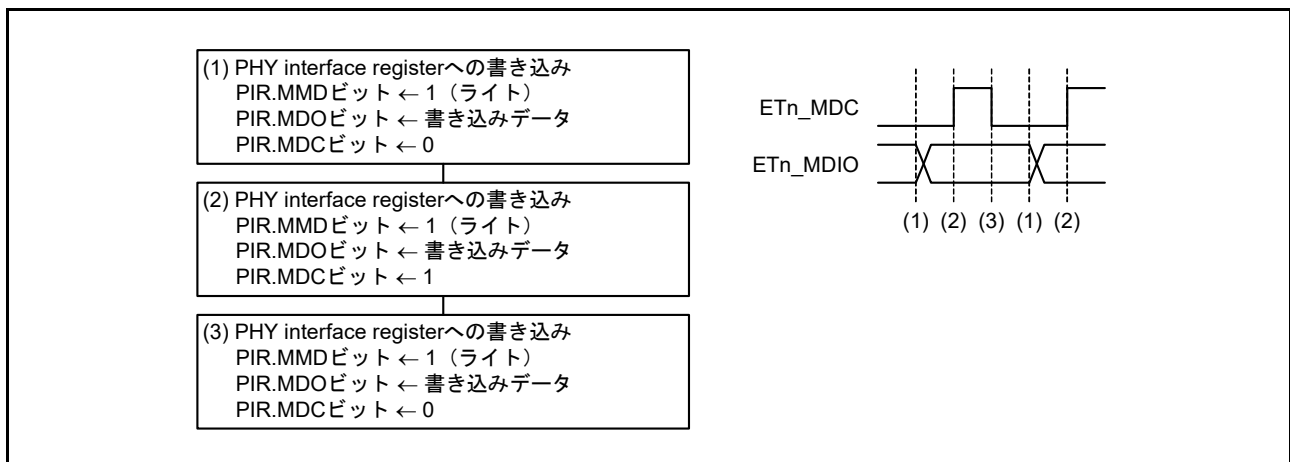 (1) PHY interface registerへの書き込み
PIR.MMDビット ← 1（ライト）
PIR.MDOビット ← 書き込みデータ
PIR.MDCビット ← 0
(2) PHY interface registerへの書き込み
PIR.MMDビット ← 1（ライト）
PIR.MDOビット ← 書き込みデータ
PIR.MDCビット ← 1
(3) PHY interface registerへの書き込み
PIR.MMDビット ← 1（ライト）
PIR.MDOビット ← 書き込みデータ
PIR.MDCビット ← 0
ETn_MDC
ETn_MDIO
(1) (2) (3) (1) (2)